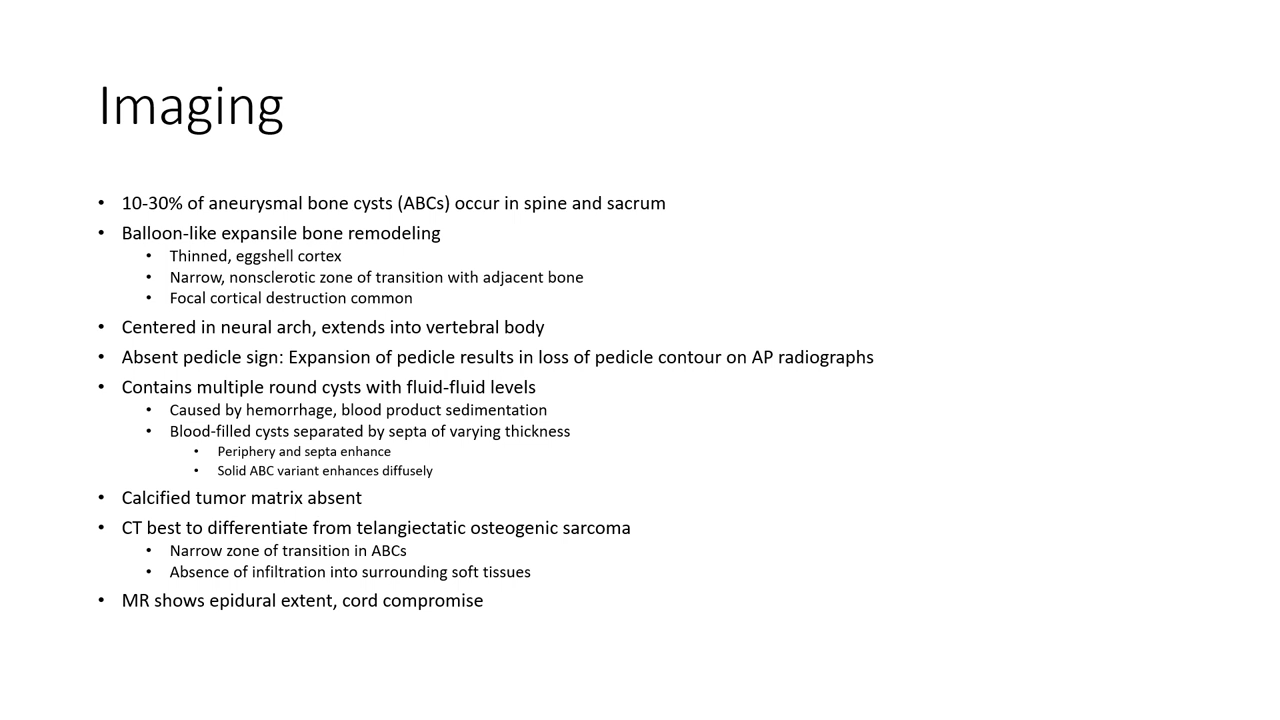 Imaging
• 10-30% of aneurysmal bone cysts (ABCs) occur in spine and sacrum
• Balloon-like expansile bone remodeling
• Thinned, eggshell cortex
• Narrow, nonsclerotic zone of transition with adjacent bone
• Focal cortical destruction common
• Centered in neural arch, extends into vertebral body
• Absent pedicle sign: Expansion of pedicle results in loss of pedicle contour on AP radiographs
• Contains multiple round cysts with fluid-fluid levels
• Caused by hemorrhage, blood product sedimentation
• Blood-filled cysts separated by septa of varying thickness
• Periphery and septa enhance
• Solid ABC variant enhances diffusely
• Calcified tumor matrix absent
• CT best to differentiate from telangiectatic osteogenic sarcoma
• Narrow zone of transition in ABCs
• Absence of infiltration into surrounding soft tissues
• MR shows epidural extent, cord compromise